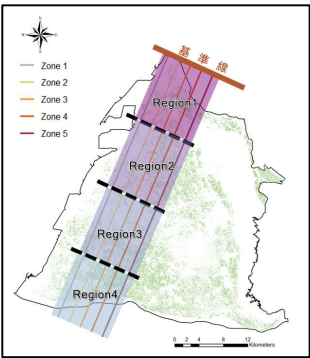 基準線
Zone 1
Zone 2
Zone 3
Zone 4
Zone 5
Region1
Region2
Region3
Region4
0 2 4 8 12
Kilometers